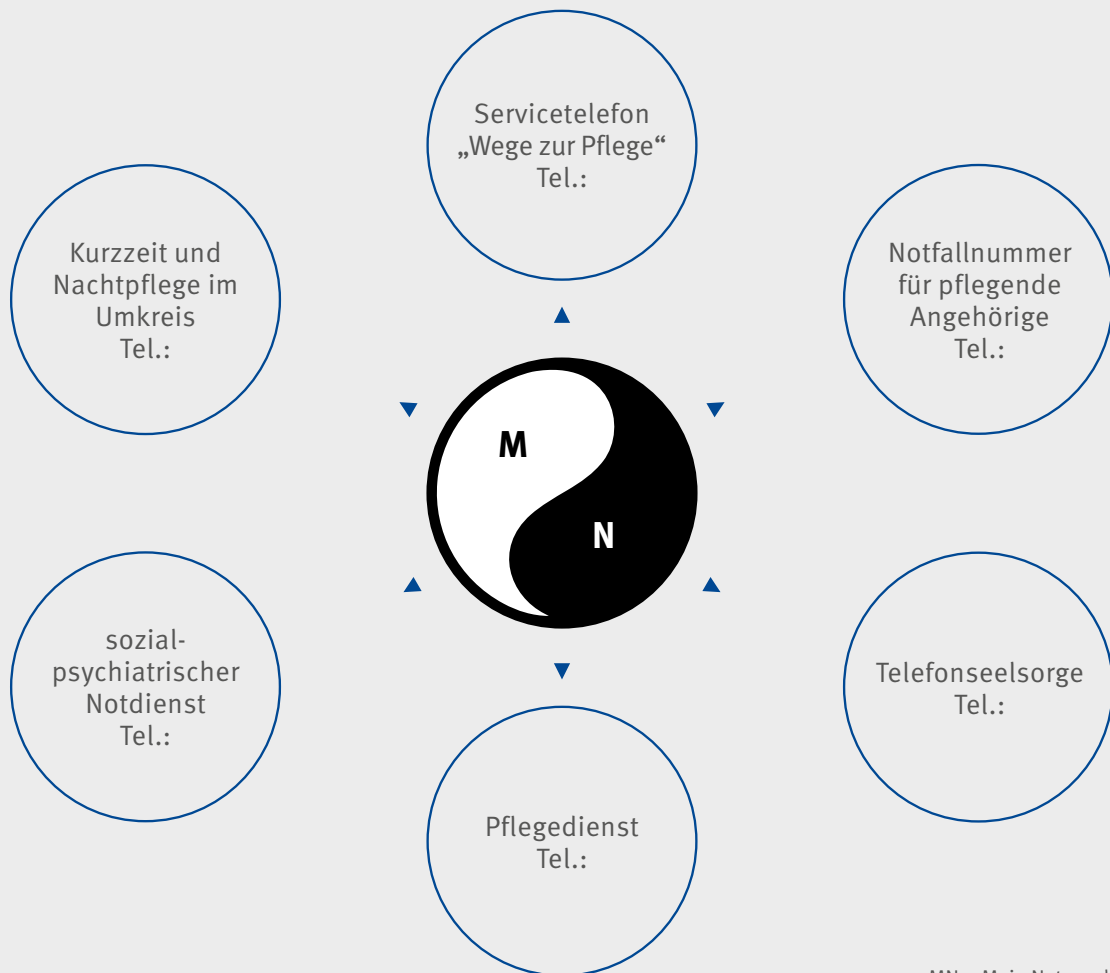 Servicetelefon
„Wege zur Pflege“
Tel.:
Kurzzeit und
Nachtpflege im
Umkreis
Tel.:
Notfallnummer
für pflegende
Angehörige
Tel.:
M
N
sozial-
psychiatrischer
Notdienst
Tel.:
Telefonseelsorge
Tel.:
Pflegedienst
Tel.: